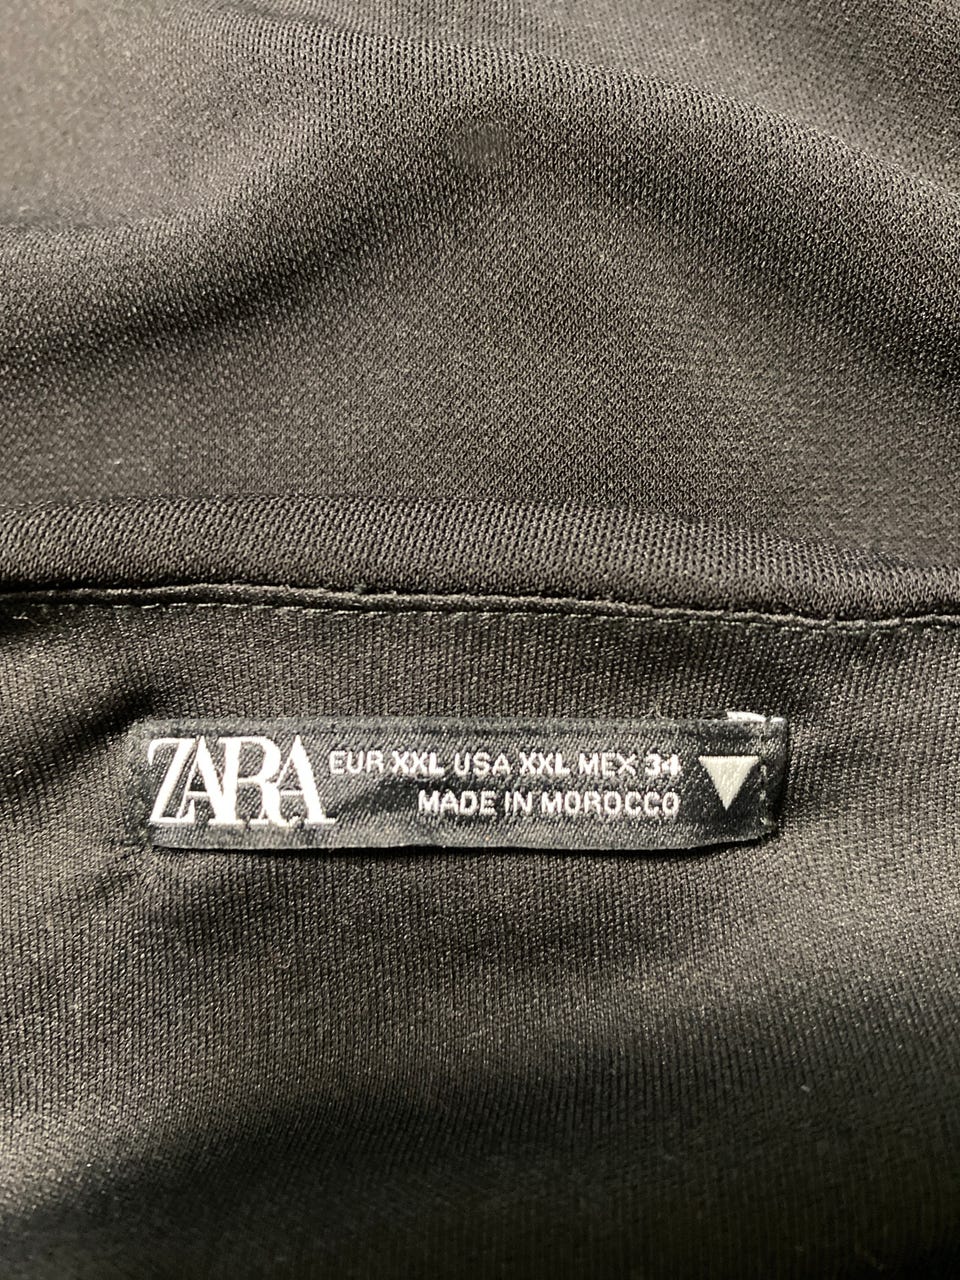 ZARA
EUR XXL USA XXL MEX 34
MADE IN MOROCCO